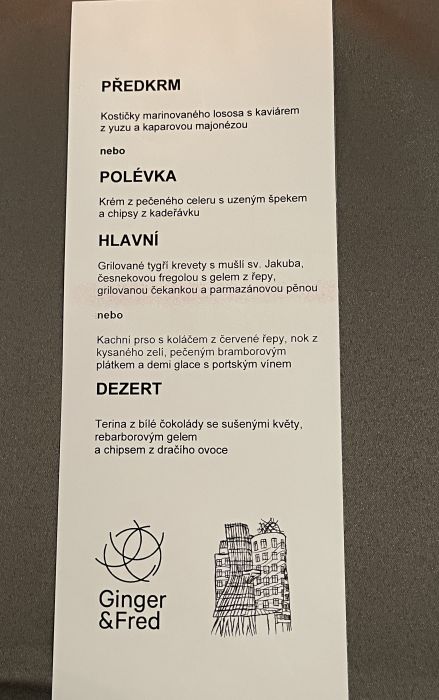 PŘEDKRM
Kostičky marinovaného lososa s kaviárem
z yuzu a kaparovou majonézou
nebo
POLÉVKA
Krém z pečeného celeru s uzeným špekem
a chipsy z kadeřávku
HLAVNÍ
Grilované tygří krevety s mušlí sv. Jakuba,
česnekovou fregolou s gelem z řepy,
grilovanou čekankou a parmazánovou pěnou
nebo
Kachní prso s koláčem z červené řepy, nok z
kysaného zelí, pečeným bramborovým
plátkem a demi glace s portským vínem
DEZERT
Terina z bílé čokolády se sušenými květy,
rebarborovým gelem
a chipsem z dračího ovoce
Ginger
&Fred